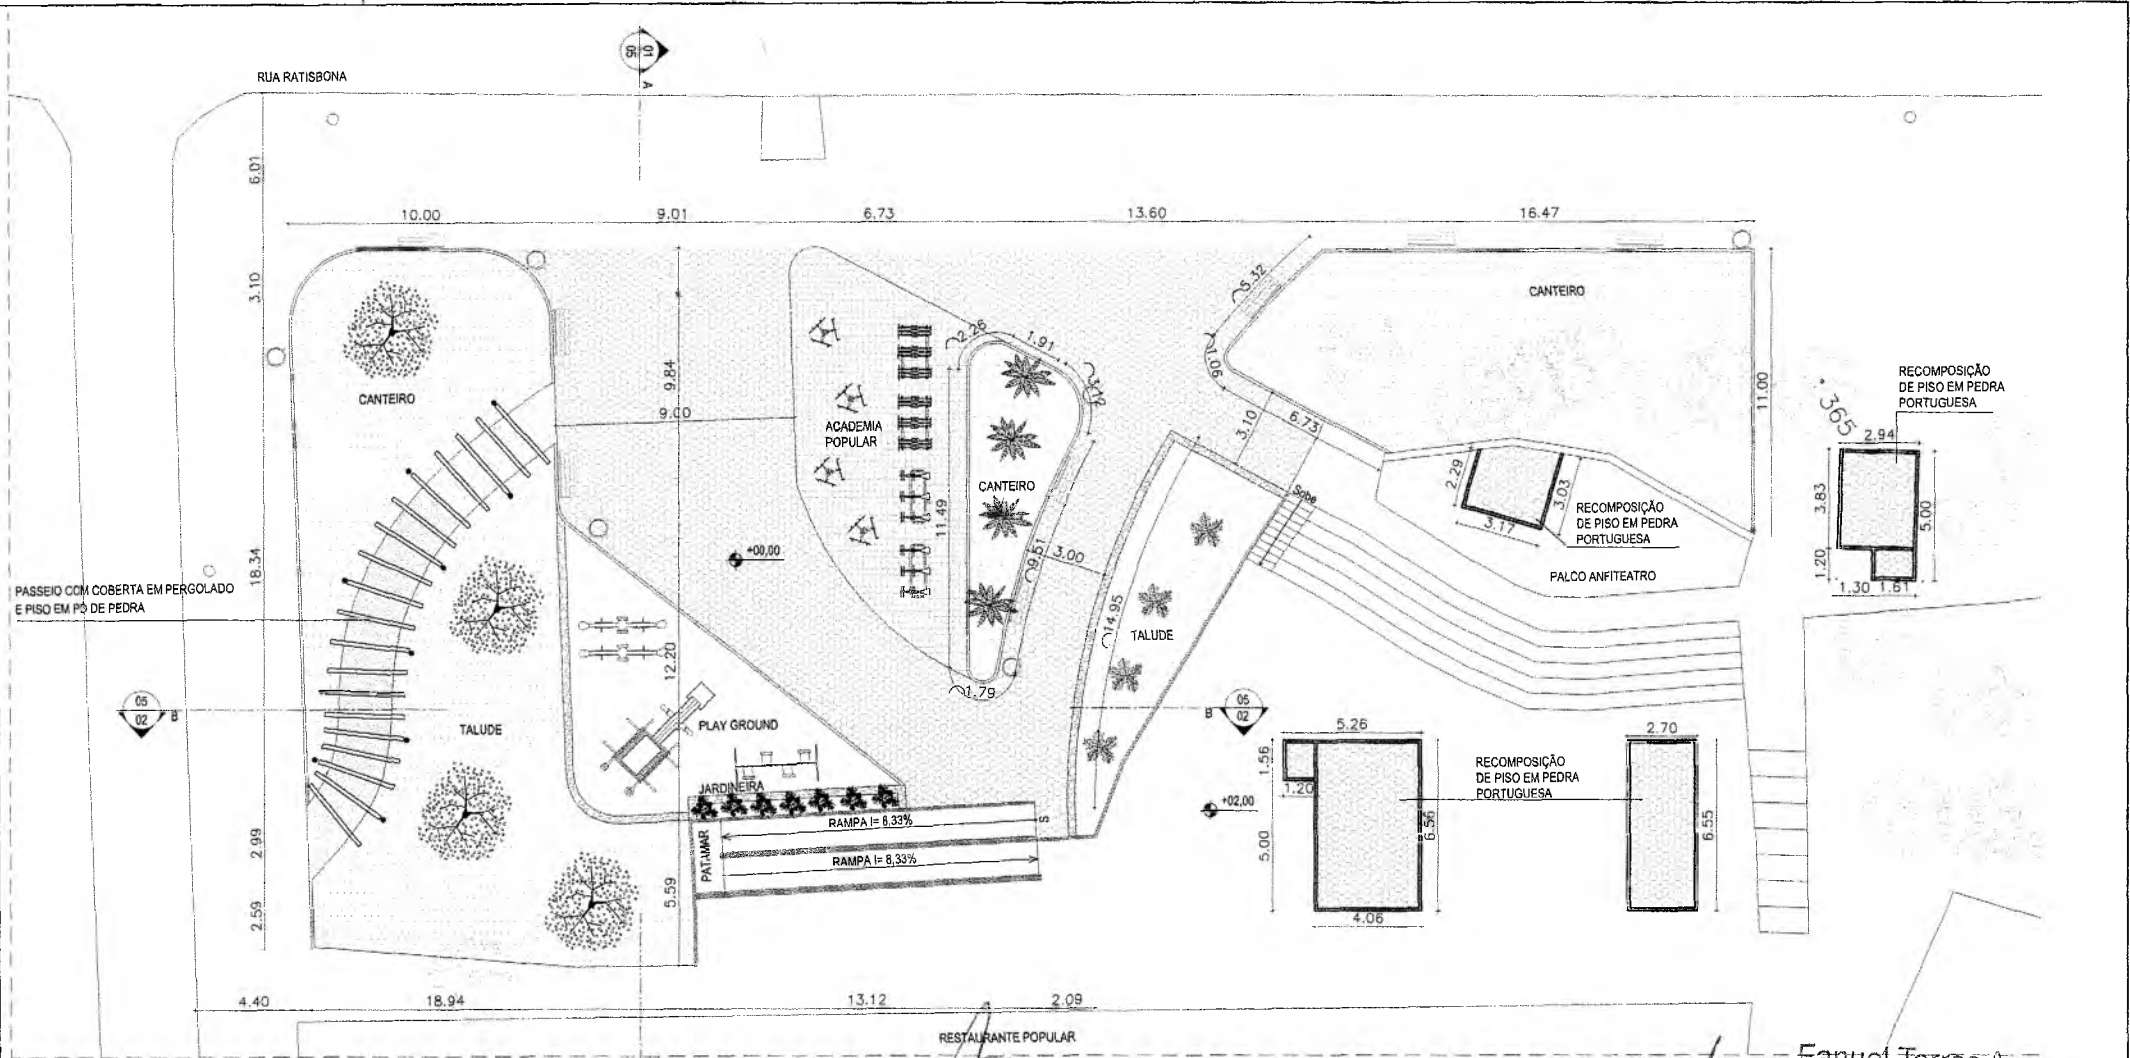 RUA RATISBONA
01
05
A
6.01
10.00
9.01
6.73
13.60
16.47
3.10
CANTEIRO
CANTEIRO
5.32
1.06
2.26
1.91
3.12
9.84
9.00
ACADEMIA
POPULAR
11.49
CANTEIRO
3.10
6.73
11.00
RECOMPOSIÇÃO
DE PISO EM PEDRA
PORTUGUESA
365
2.94
3.83
5.00
1.20
1.30
1.61
2.29
3.17
3.03
RECOMPOSIÇÃO
DE PISO EM PEDRA
PORTUGUESA
PALCO ANFITEATRO
Sobe
+00,00
9.51
3.00
14.95
TALUDE
18.34
PASSEIO COM COBERTA EM PERGOLADO
E PISO EM PÓ DE PEDRA
12.20
1.79
05
02
B
TALUDE
PLAY GROUND
JARDINEIRA
B
05
02
5.26
1.56
1.20
5.00
6.56
4.06
RECOMPOSIÇÃO
DE PISO EM PEDRA
PORTUGUESA
2.70
6.55
+02,00
PATAMAR
RAMPA I= 8,33%
S
RAMPA I= 8,33%
2.99
2.59
5.59
4.40
18.94
13.12
2.09
RESTAURANTE POPULAR